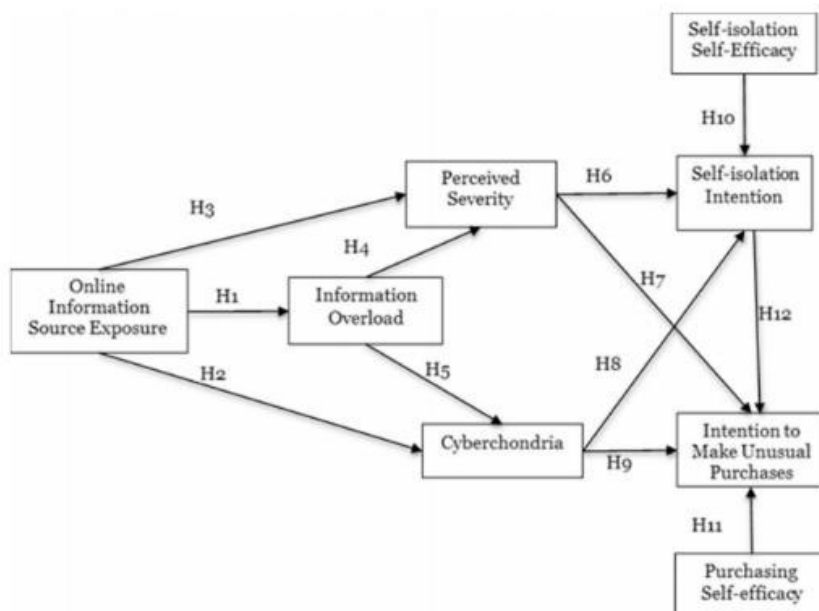 Self-isolation
Self-Efficacy
H10
Perceived
Severity
H6
Self-isolation
Intention
H3
H4
H7
Online
Information
Source Exposure
H1
Information
Overload
H12
H2
H5
H8
Cyberchondria
H9
Intention to
Make Unusual
Purchases
H11
Purchasing
Self-efficacy